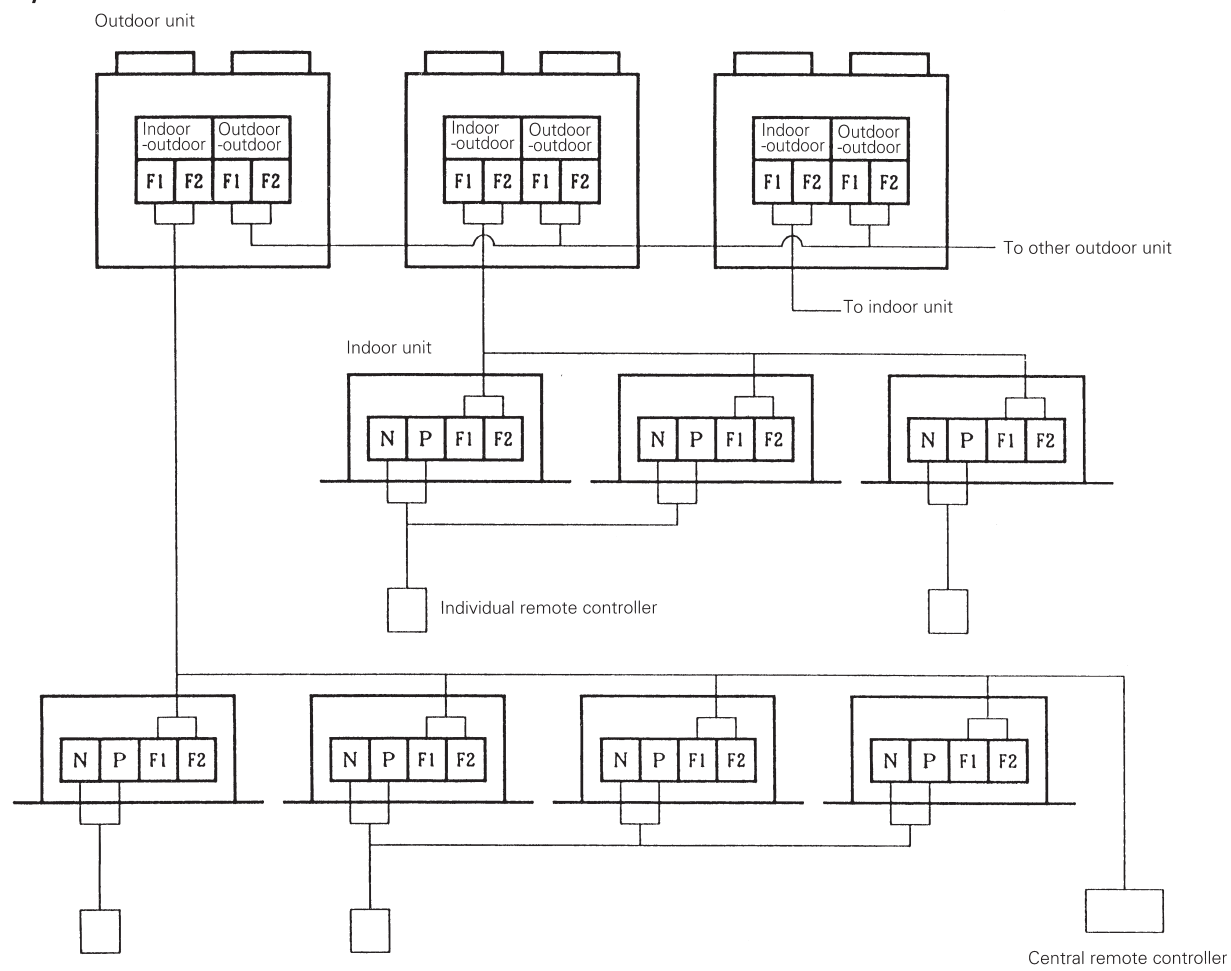 Outdoor unit
Indoor
-outdoor
Outdoor
-outdoor
F1 F2 F1 F2
Indoor
-outdoor
Outdoor
-outdoor
F1 F2 F1 F2
Indoor
-outdoor
Outdoor
-outdoor
F1 F2 F1 F2
To other outdoor unit
To indoor unit
Indoor unit
N P F1 F2
N P F1 F2
N P F1 F2
Individual remote controller
N P F1 F2
N P F1 F2
N P F1 F2
N P F1 F2
Central remote controller